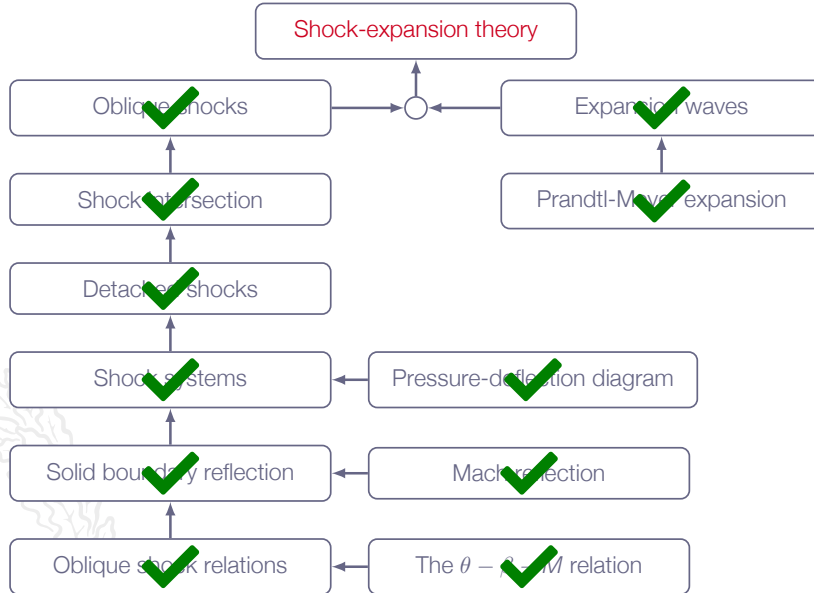 Shock-expansion theory
Oblique shocks
Expansion waves
Shock intersection
Prandtl-Meyer expansion
Detached shocks
Shock systems
Pressure-deflection diagram
Solid boundary reflection
Mach reflection
Oblique shock relations
The θ − β − M relation